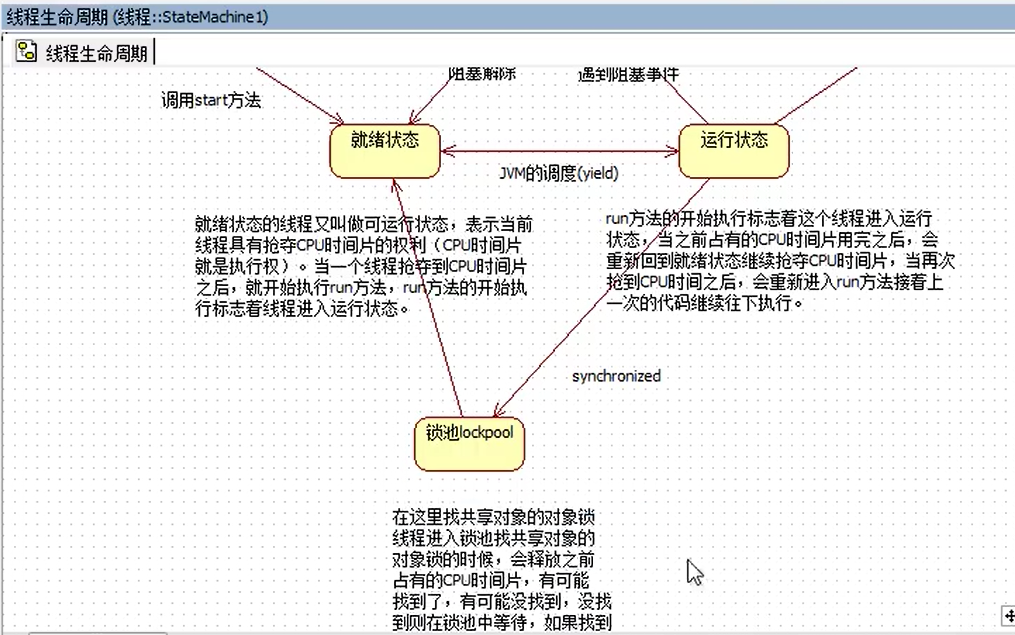 线程生命周期 (线程::StateMachine1)
线程生命周期
阻塞解除
遇到阻塞事件
调用start方法
就绪状态
运行状态
JVM的调度(yield)
就绪状态的线程又叫做可运行状态，表示当前
线程具有抢夺CPU时间片的权利（CPU时间片
就是执行权）。当一个线程抢夺到CPU时间片
之后，就开始执行run方法，run方法的开始执
行标志着线程进入运行状态。
run方法的开始执行标志着这个线程进入运行
状态，当之前占有的CPU时间片用完之后，会
重新回到就绪状态继续抢夺CPU时间片，当再次
抢到CPU时间之后，会重新进入run方法接着上
一次的代码继续往下执行。
synchronized
锁池lockpool
在这里找共享对象的对象锁
线程进入锁池找共享对象的
对象锁的时候，会释放之前
占有的CPU时间片，有可能
找到了，有可能没找到，没找
到则在锁池中等待，如果找到